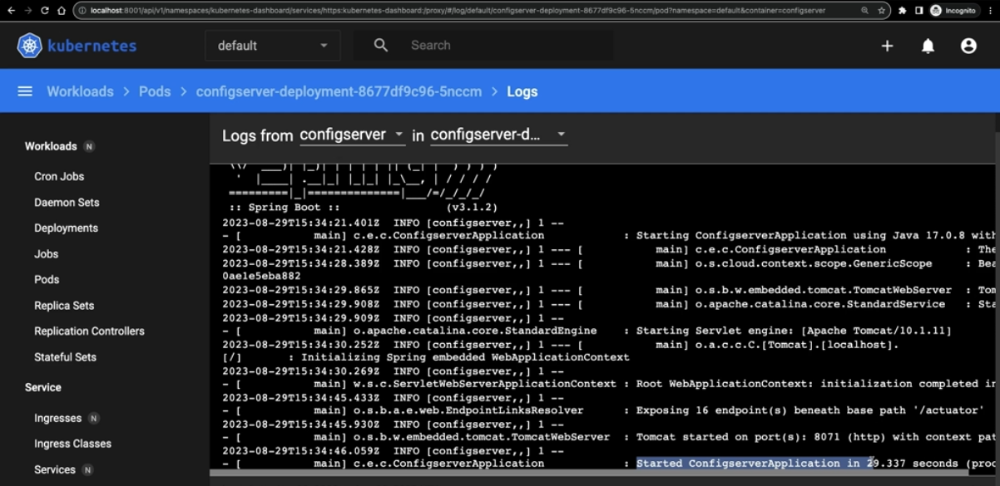 localhost:8001/api/v1/namespaces/kubernetes-dashboard/services/https:kubernetes-dashboard:/proxy/#/log/default/configserver-deployment-8677df9c96-5nccm/pod?namespace=default&container=configserver
Incognito
kubernetes
default
Search
Workloads > Pods > configserver-deployment-8677df9c96-5nccm > Logs
Logs from configserver in configserver-d...
Workloads N
Cron Jobs
Daemon Sets
Deployments
Jobs
Pods
Replica Sets
Replication Controllers
Stateful Sets
Service
Ingresses N
Ingress Classes
Services N
:: Spring Boot :: (v3.1.2)
2023-08-29T15:34:21.401Z INFO [configserver,,] 1 --
- [ main] c.e.c.ConfigserverApplication : Starting ConfigserverApplication using Java 17.0.8 with
2023-08-29T15:34:21.428Z INFO [configserver,,] 1 --- [ main] c.e.c.ConfigserverApplication : The
2023-08-29T15:34:28.389Z INFO [configserver,,] 1 --- [ main] o.s.cloud.context.scope.GenericScope : Bea
0ae1e5eba882
2023-08-29T15:34:29.865Z INFO [configserver,,] 1 --- [ main] o.s.b.w.embedded.tomcat.TomcatWebServer : Tom
2023-08-29T15:34:29.908Z INFO [configserver,,] 1 --- [ main] o.apache.catalina.core.StandardService : Sta
2023-08-29T15:34:29.909Z INFO [configserver,,] 1 --
- [ main] o.apache.catalina.core.StandardEngine : Starting Servlet engine: [Apache Tomcat/10.1.11]
2023-08-29T15:34:30.252Z INFO [configserver,,] 1 --- [ main] o.a.c.c.C.[Tomcat].[localhost].
[/] : Initializing Spring embedded WebApplicationContext
2023-08-29T15:34:30.269Z INFO [configserver,,] 1 --
- [ main] w.s.c.ServletWebServerApplicationContext : Root WebApplicationContext: initialization completed in
2023-08-29T15:34:45.433Z INFO [configserver,,] 1 --
- [ main] o.s.b.a.e.web.EndpointLinksResolver : Exposing 16 endpoint(s) beneath base path '/actuator'
2023-08-29T15:34:45.930Z INFO [configserver,,] 1 --
- [ main] o.s.b.w.embedded.tomcat.TomcatWebServer : Tomcat started on port(s): 8071 (http) with context pat
2023-08-29T15:34:46.059Z INFO [configserver,,] 1 --
- [ main] c.e.c.ConfigserverApplication : Started ConfigserverApplication in 29.337 seconds (proc